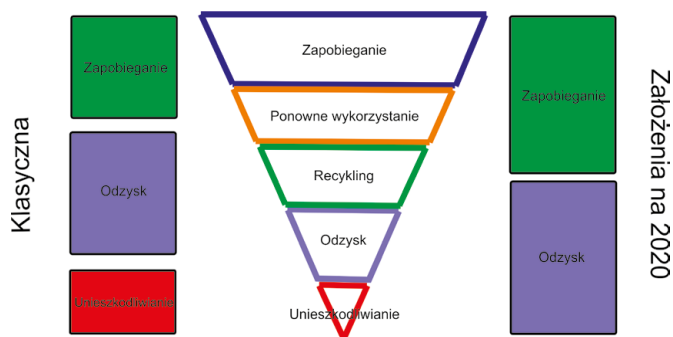 Klasyczna
Zapobieganie
Odzysk
Unieszkodliwianie
Zapobieganie
Ponowne wykorzystanie
Recykling
Odzysk
Unieszkodliwianie
Zapobieganie
Odzysk
Założenia na 2020